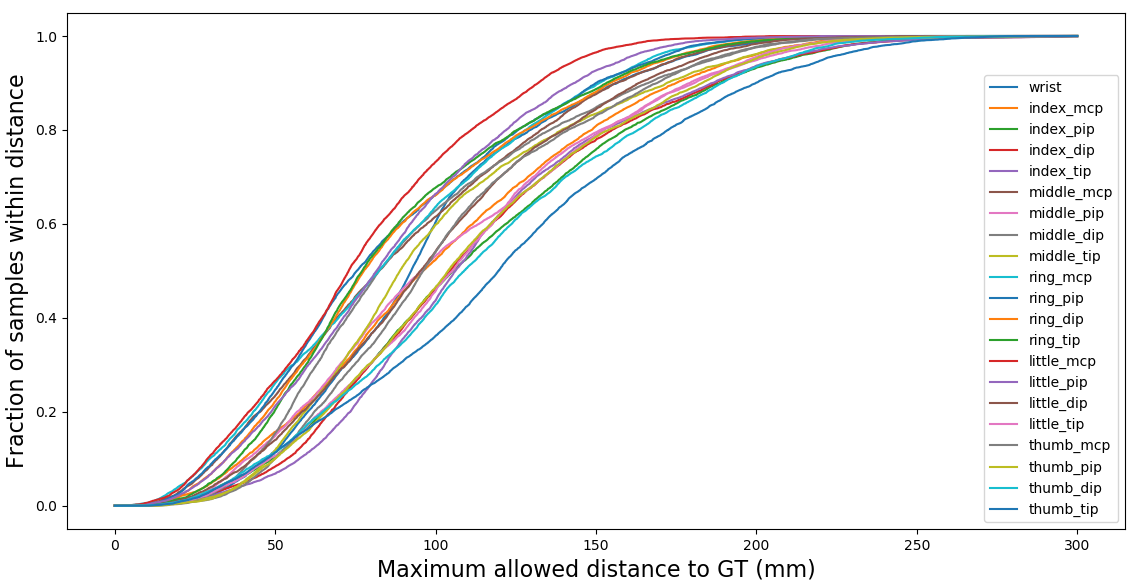 Fraction of samples within distance
1.0
0.8
0.6
0.4
0.2
0.0
wrist
index_mcp
index_pip
index_dip
index_tip
middle_mcp
middle_pip
middle_dip
middle_tip
ring_mcp
ring_pip
ring_dip
ring_tip
little_mcp
little_pip
little_dip
little_tip
thumb_mcp
thumb_pip
thumb_dip
thumb_tip
0 50 100 150 200 250 300
Maximum allowed distance to GT (mm)